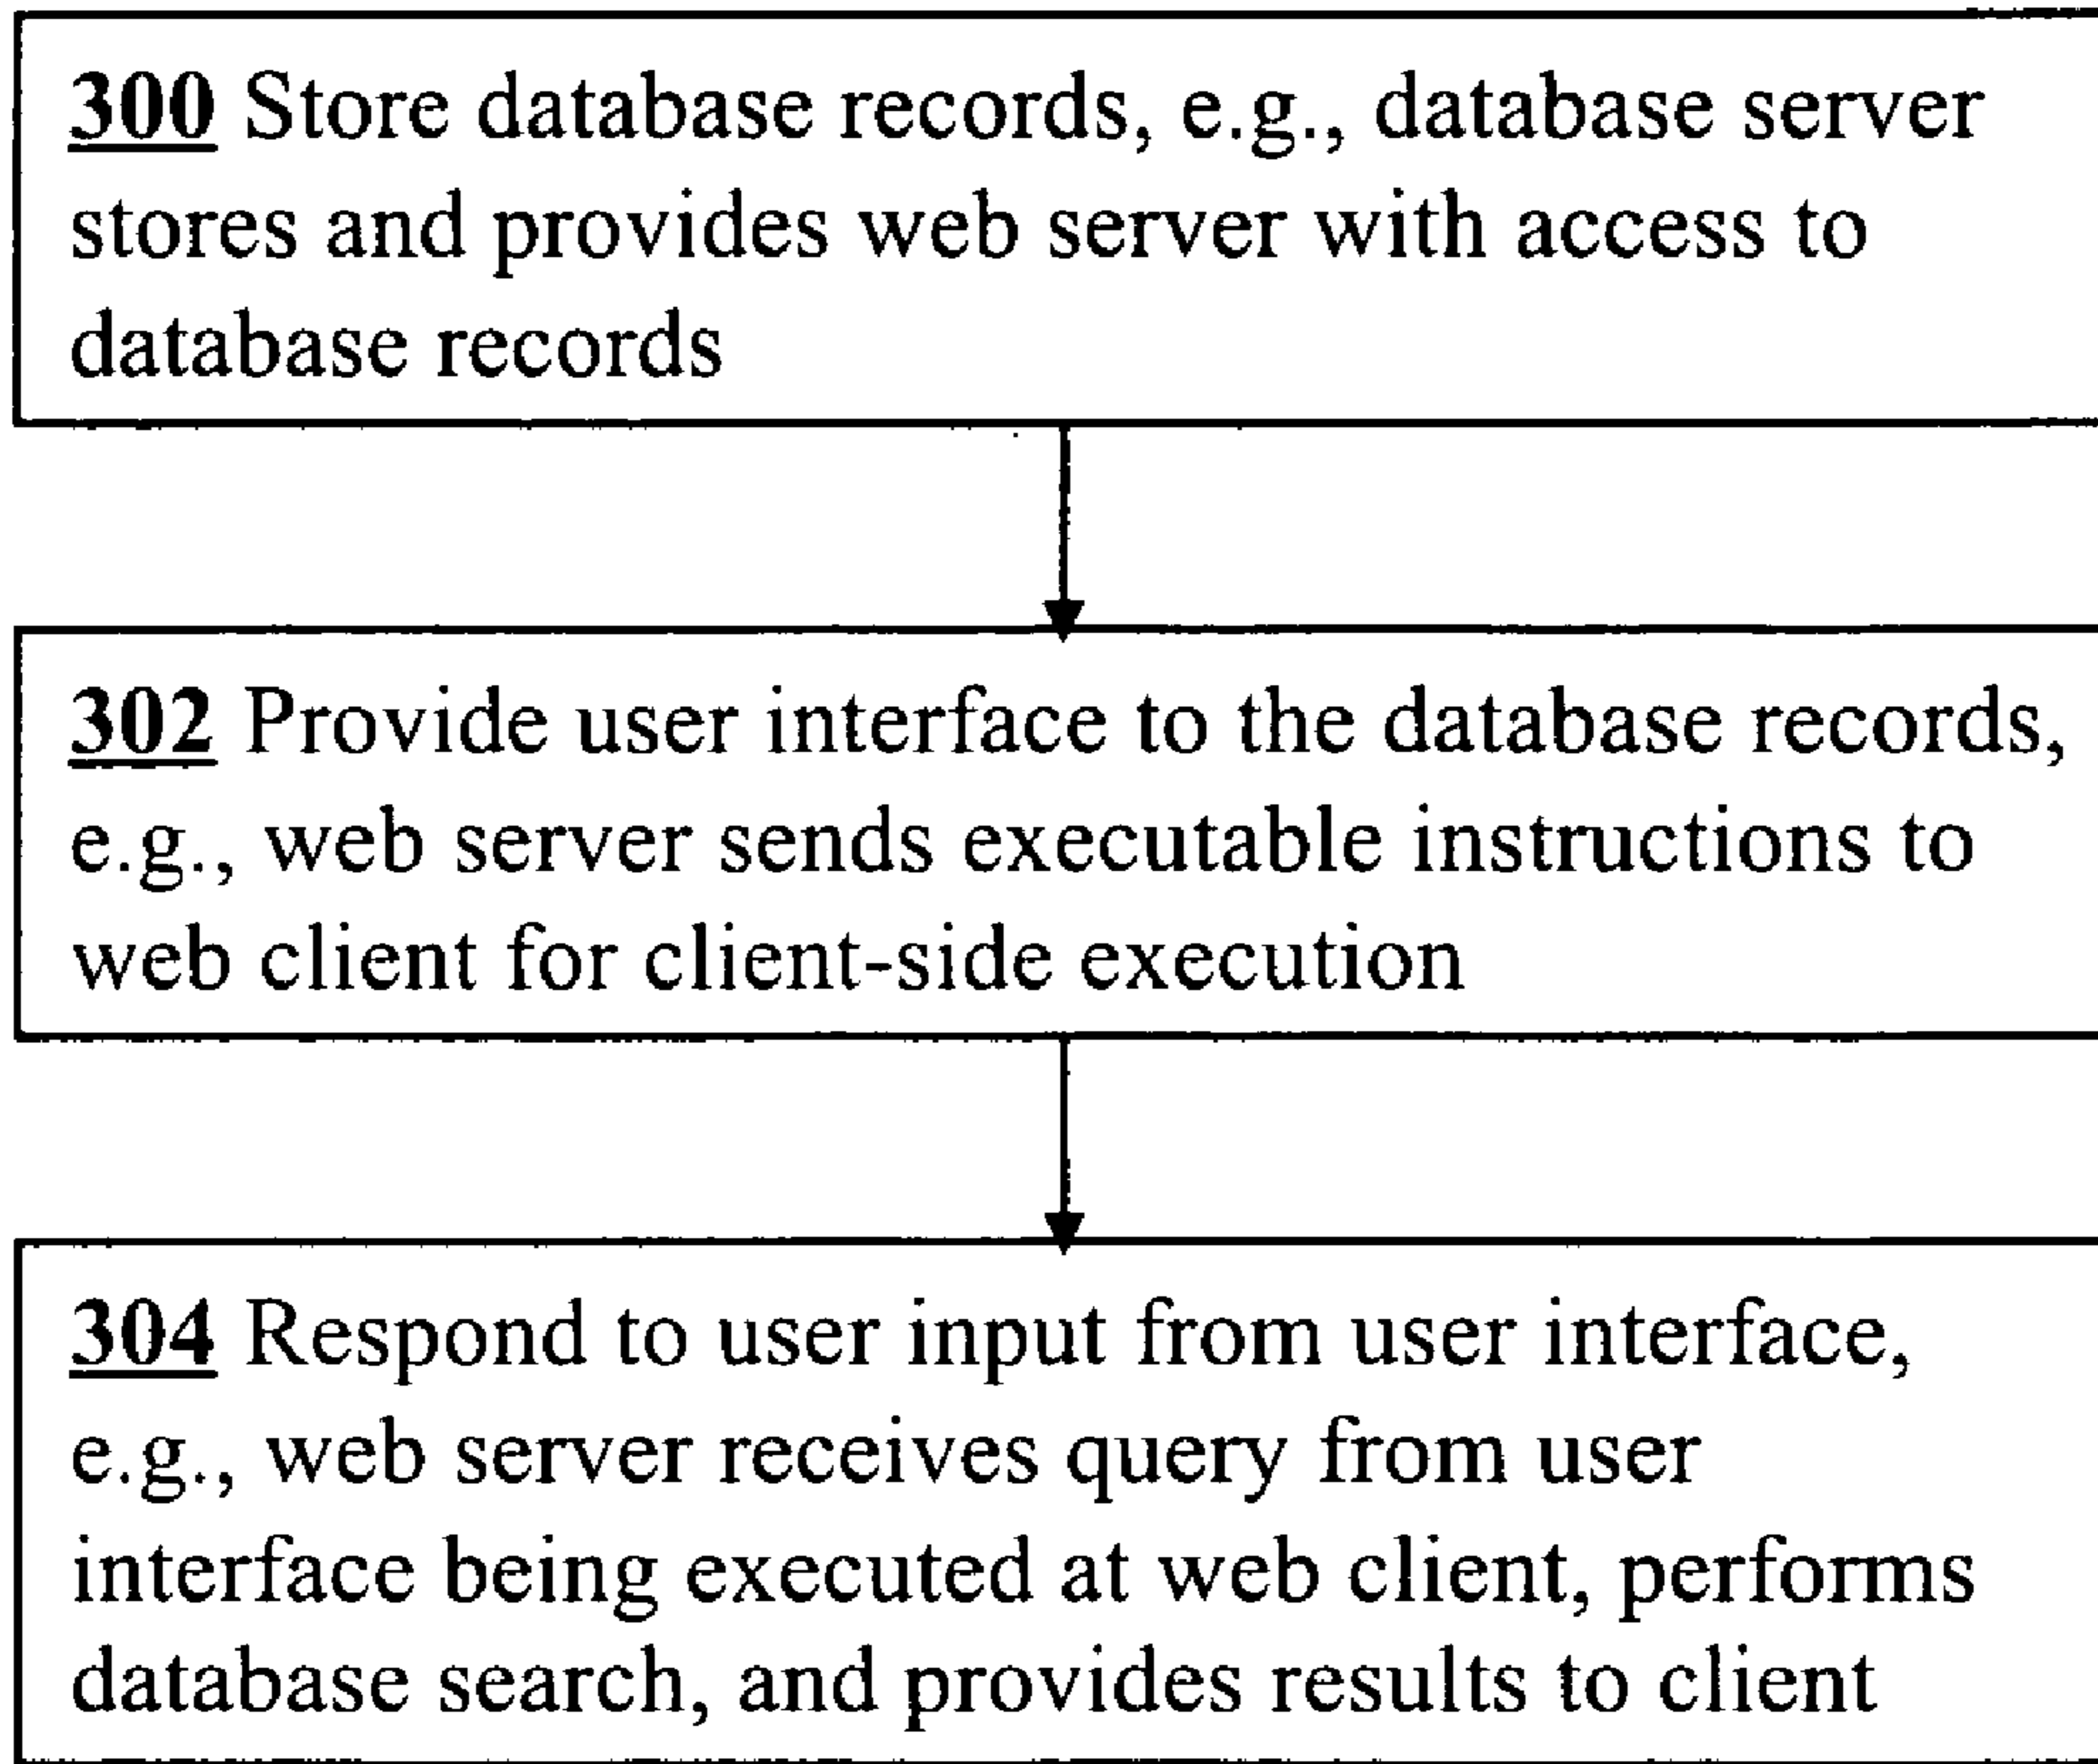 300 Store database records, e.g., database server
stores and provides web server with access to
database records
302 Provide user interface to the database records,
e.g., web server sends executable instructions to
web client for client-side execution
304 Respond to user input from user interface,
e.g., web server receives query from user
interface being executed at web client, performs
database search, and provides results to client